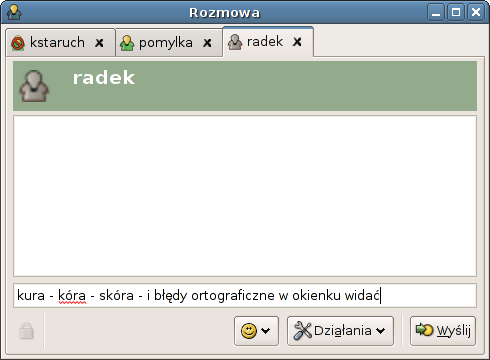 Rozmowa
kstaruch pomylka radek
radek
kura - kóra - skóra - i błędy ortograficzne w okienku widać
Działania Wyślij